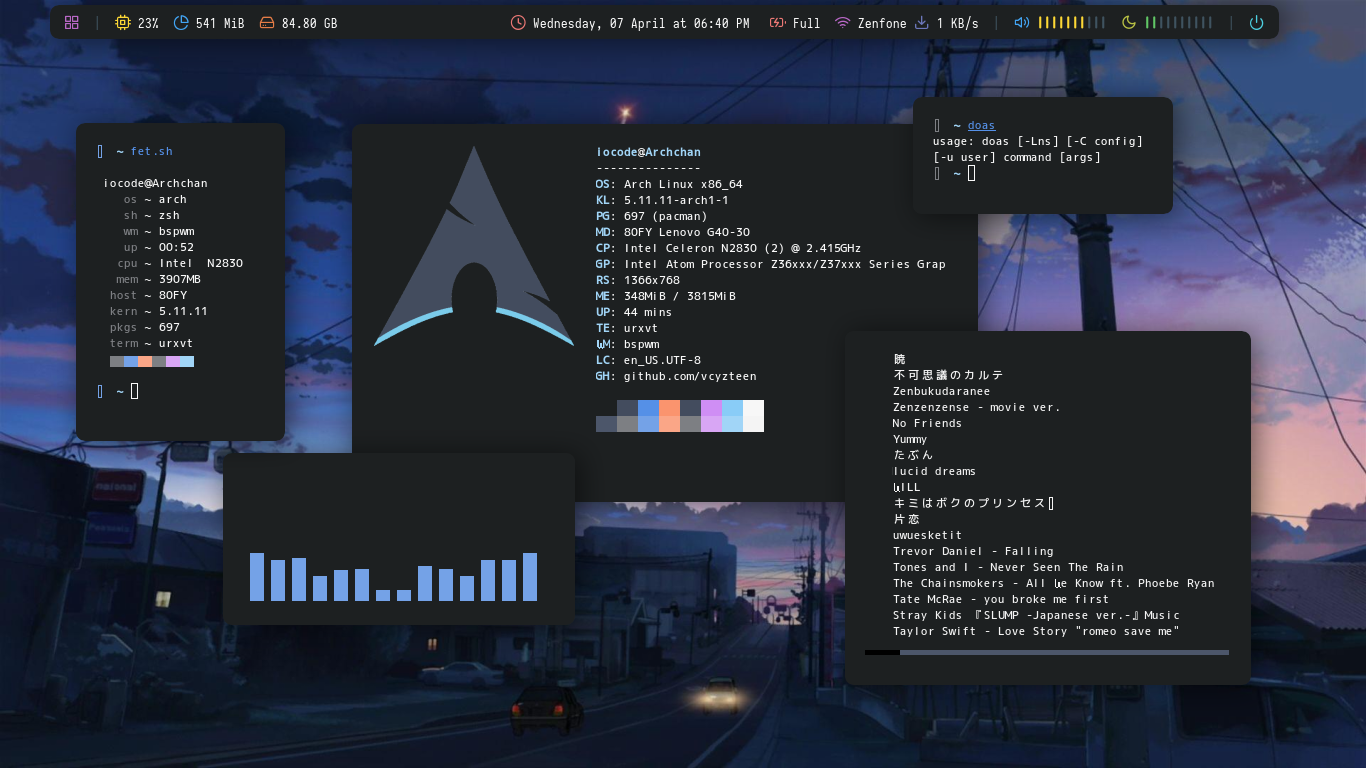 23% 541 MiB 84.80 GB Wednesday, 07 April at 06:40 PM Full Zenfone 1 KB/s
~ fet.sh
iocode@Archchan
os ~ arch
sh ~ zsh
wm ~ bspwm
up ~ 00:52
cpu ~ Intel N2830
mem ~ 3907MB
host ~ 80FY
kern ~ 5.11.11
pkgs ~ 697
term ~ urxvt
~
iocode@Archchan
---------------
OS: Arch Linux x86_64
KL: 5.11.11-arch1-1
PG: 697 (pacman)
MD: 80FY Lenovo G40-30
CP: Intel Celeron N2830 (2) @ 2.415GHz
GP: Intel Atom Processor Z36xxx/Z37xxx Series Grap
RS: 1366x768
ME: 348MiB / 3815MiB
UP: 44 mins
TE: urxvt
WM: bspwm
LC: en_US.UTF-8
GH: github.com/vcyzteen
~ doas
usage: doas [-Lns] [-C config]
[-u user] command [args]
~
暁
不可思議のカルテ
Zenbukudaranee
Zenzenzense - movie ver.
No Friends
Yummy
たぶん
lucid dreams
WILL
キミはボクのプリンセス
片恋
uwuesketit
Trevor Daniel - Falling
Tones and I - Never Seen The Rain
The Chainsmokers - All We Know ft. Phoebe Ryan
Tate McRae - you broke me first
Stray Kids 『SLUMP -Japanese ver.-』Music
Taylor Swift - Love Story "romeo save me"